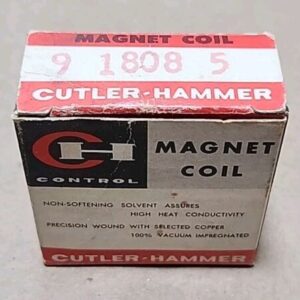 MAGNET COIL
9 1808 5
CUTLER-HAMMER
CH
CONTROL
MAGNET
COIL
NON-SOFTENING SOLVENT ASSURES
HIGH HEAT CONDUCTIVITY
PRECISION WOUND WITH SELECTED COPPER
100% VACUUM IMPREGNATED
CUTLER-HAMMER